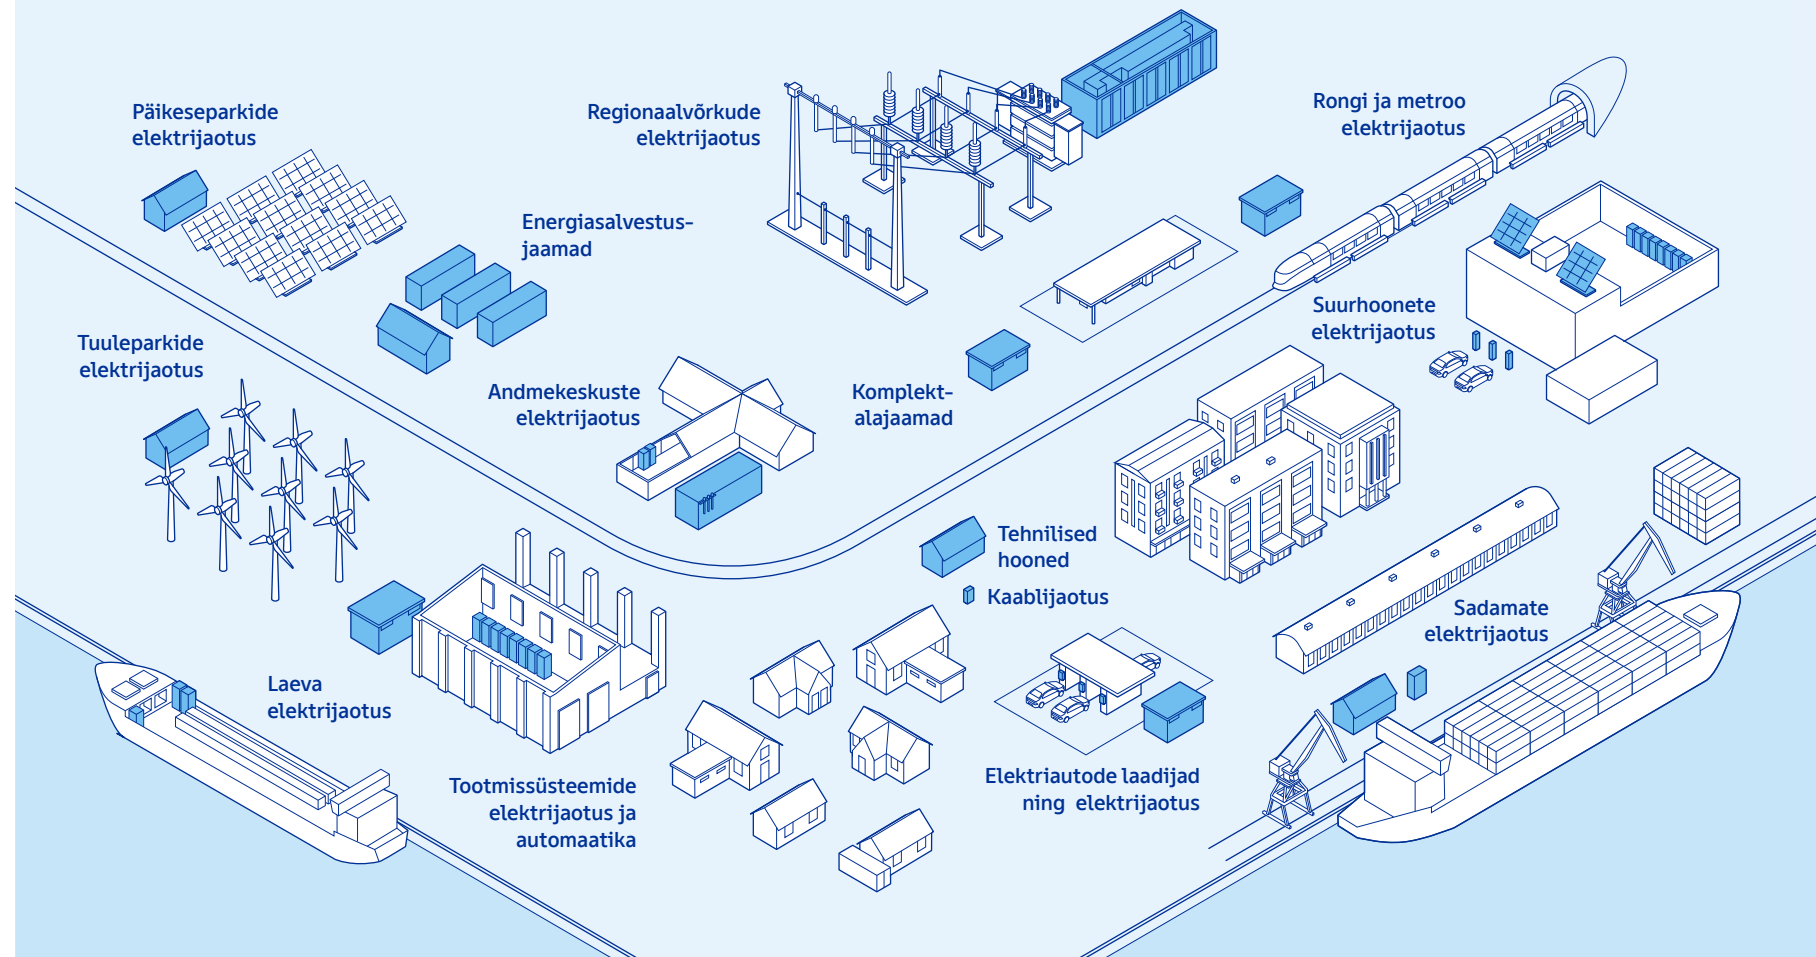 Päikeseparkide
elektrijaotus
Regionaalvõrkude
elektrijaotus
Rongi ja metroo
elektrijaotus
Energiasalvestus-
jaamad
Suurhoonete
elektrijaotus
Tuuleparkide
elektrijaotus
Andmekeskuste
elektrijaotus
Komplekt-
alajaamad
Tehnilised
hooned
Kaablijaotus
Sadamate
elektrijaotus
Laeva
elektrijaotus
Tootmissüsteemide
elektrijaotus ja
automaatika
Elektriautode laadijad
ning elektrijaotus